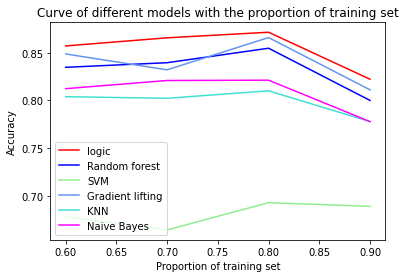 Curve of different models with the proportion of training set
Accuracy
0.85
0.80
0.75
0.70
logic
Random forest
SVM
Gradient lifting
KNN
Naive Bayes
0.60 0.65 0.70 0.75 0.80 0.85 0.90
Proportion of training set